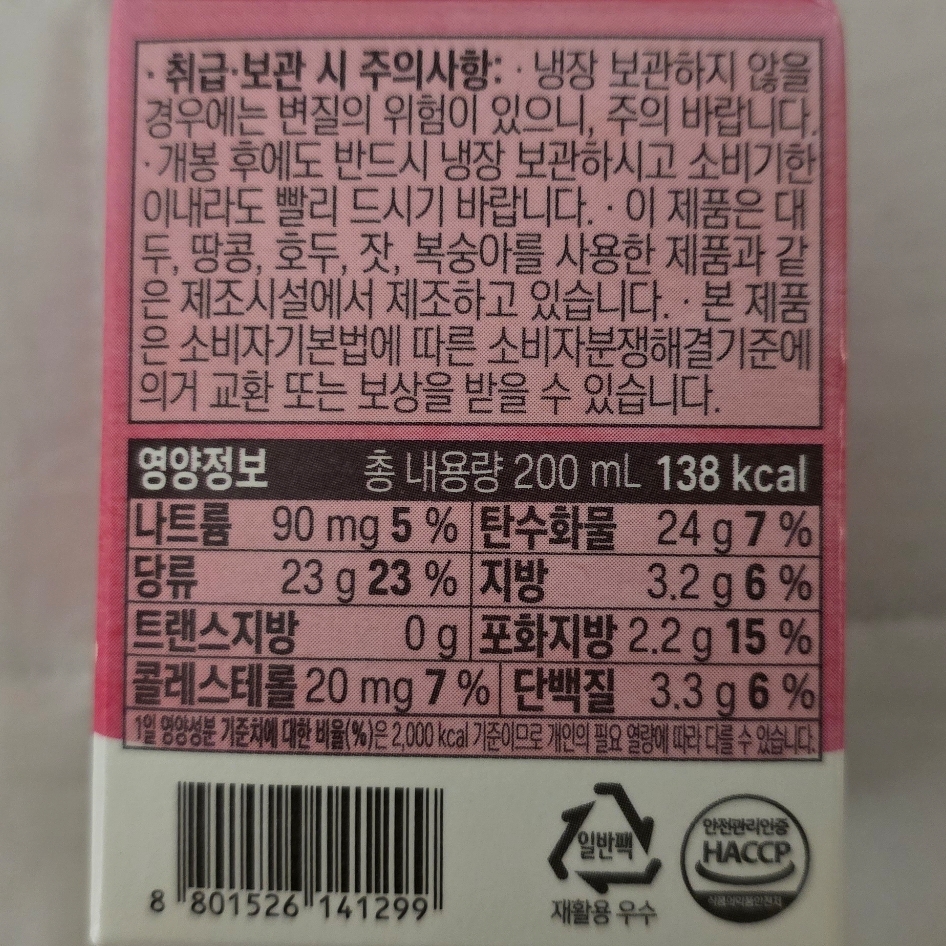 · 취급·보관 시 주의사항: · 냉장 보관하지 않을
경우에는 변질의 위험이 있으니, 주의 바랍니다.
· 개봉 후에도 반드시 냉장 보관하시고 소비기한
이내라도 빨리 드시기 바랍니다. · 이 제품은 대
두, 땅콩, 호두, 잣, 복숭아를 사용한 제품과 같
은 제조시설에서 제조하고 있습니다. · 본 제품
은 소비자기본법에 따른 소비자분쟁해결기준에
의거 교환 또는 보상을 받을 수 있습니다.
영양정보 총 내용량 200 mL 138 kcal
나트륨 90 mg 5 % 탄수화물 24 g 7 %
당류 23 g 23 % 지방 3.2 g 6 %
트랜스지방 0 g 포화지방 2.2 g 15 %
콜레스테롤 20 mg 7 % 단백질 3.3 g 6 %
1일 영양성분 기준치에 대한 비율(%)은 2,000 kcal 기준이므로 개인의 필요 열량에 따라 다를 수 있습니다.
일반팩
재활용 우수
안전관리인증
HACCP
식품의약품안전처
8 801526 141299